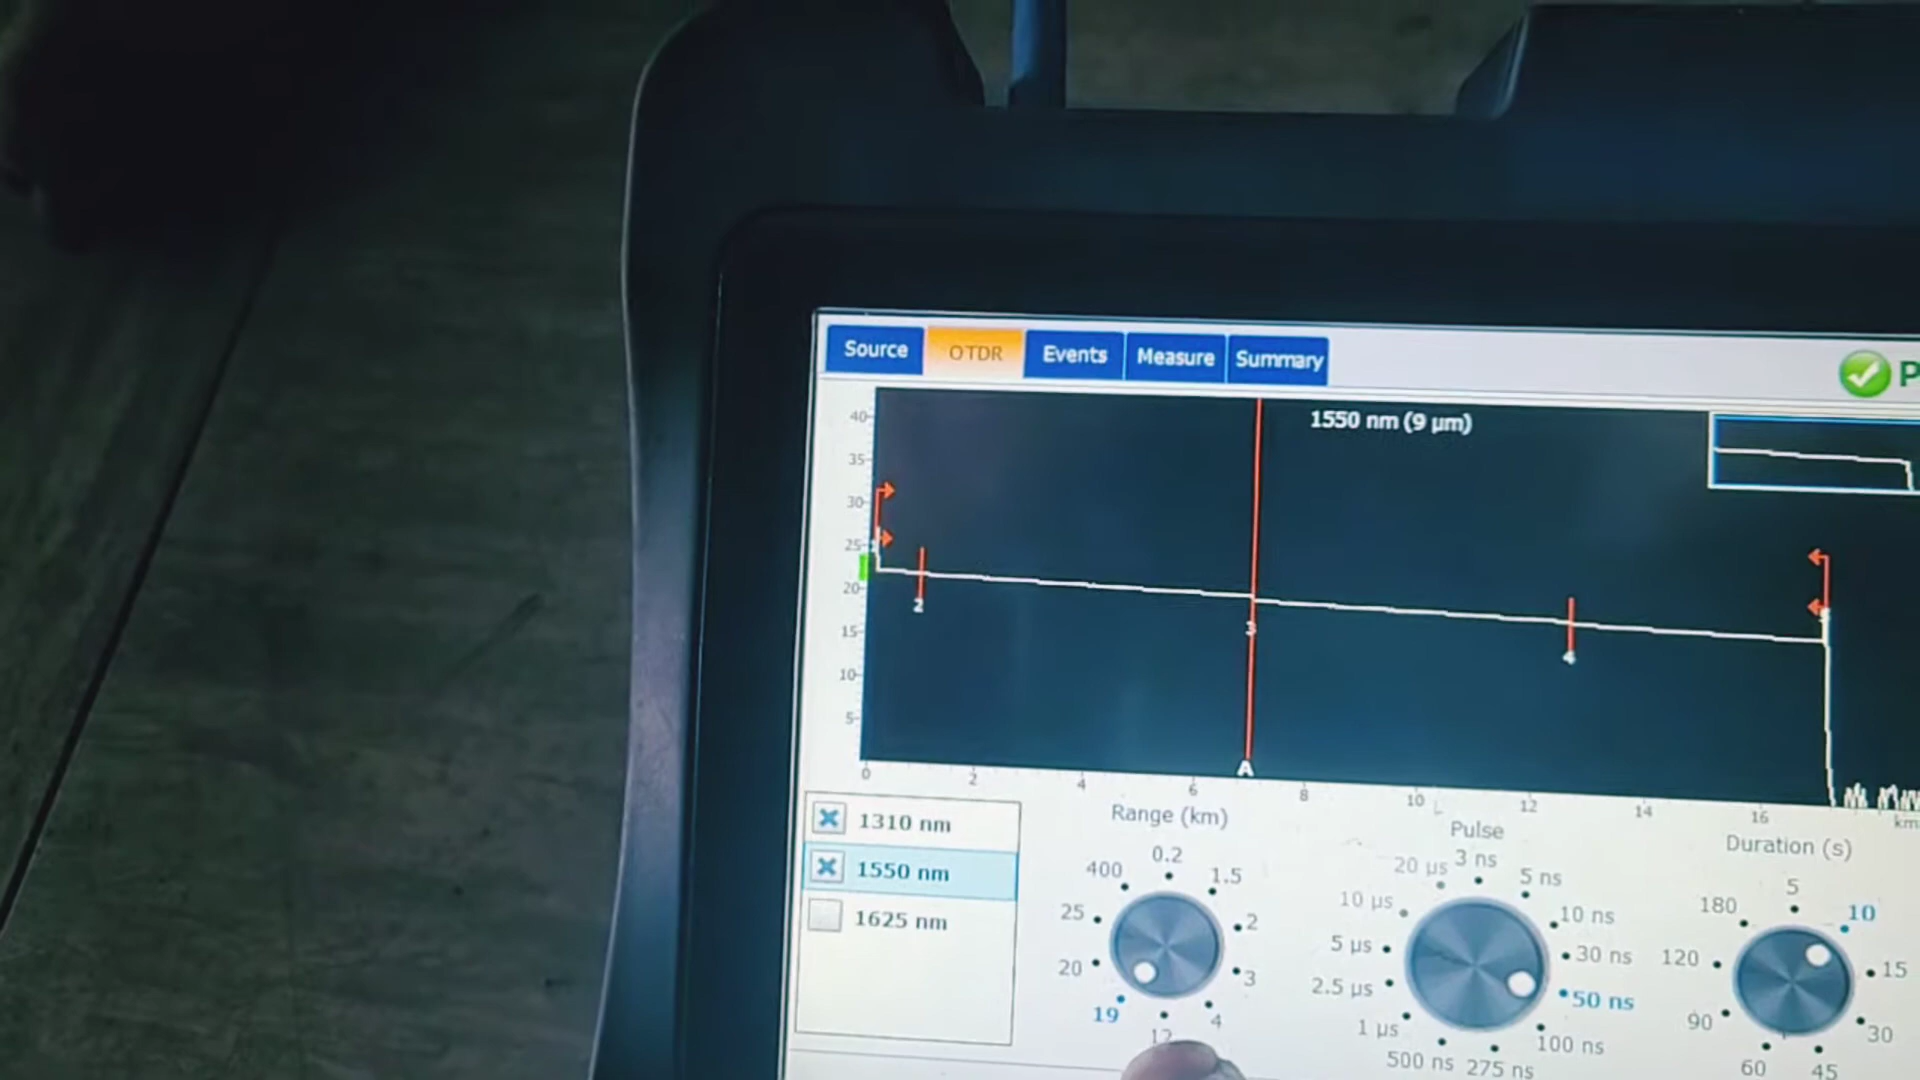 Source OTDR Events Measure Summary
P
1550 nm (9 µm)
40
35
30
25
20
15
10
5
2
3
4
A
0 2 4 6 8 10 12 14 16
km
1310 nm
1550 nm
1625 nm
Range (km)
0.2
1.5
2
3
4
12
19
20
25
400
Pulse
3 ns
5 ns
10 ns
30 ns
50 ns
100 ns
275 ns
500 ns
1 µs
2.5 µs
5 µs
10 µs
20 µs
Duration (s)
5
10
15
30
45
60
90
120
180